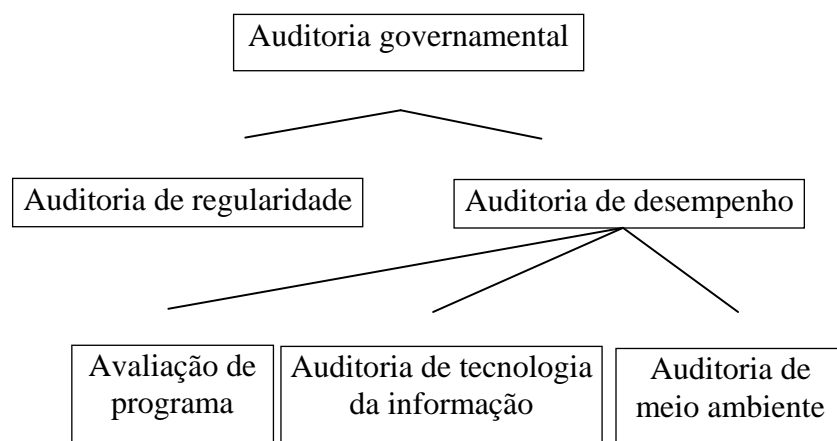 Auditoria governamental
Auditoria de regularidade
Auditoria de desempenho
Avaliação de
programa
Auditoria de tecnologia
da informação
Auditoria de
meio ambiente